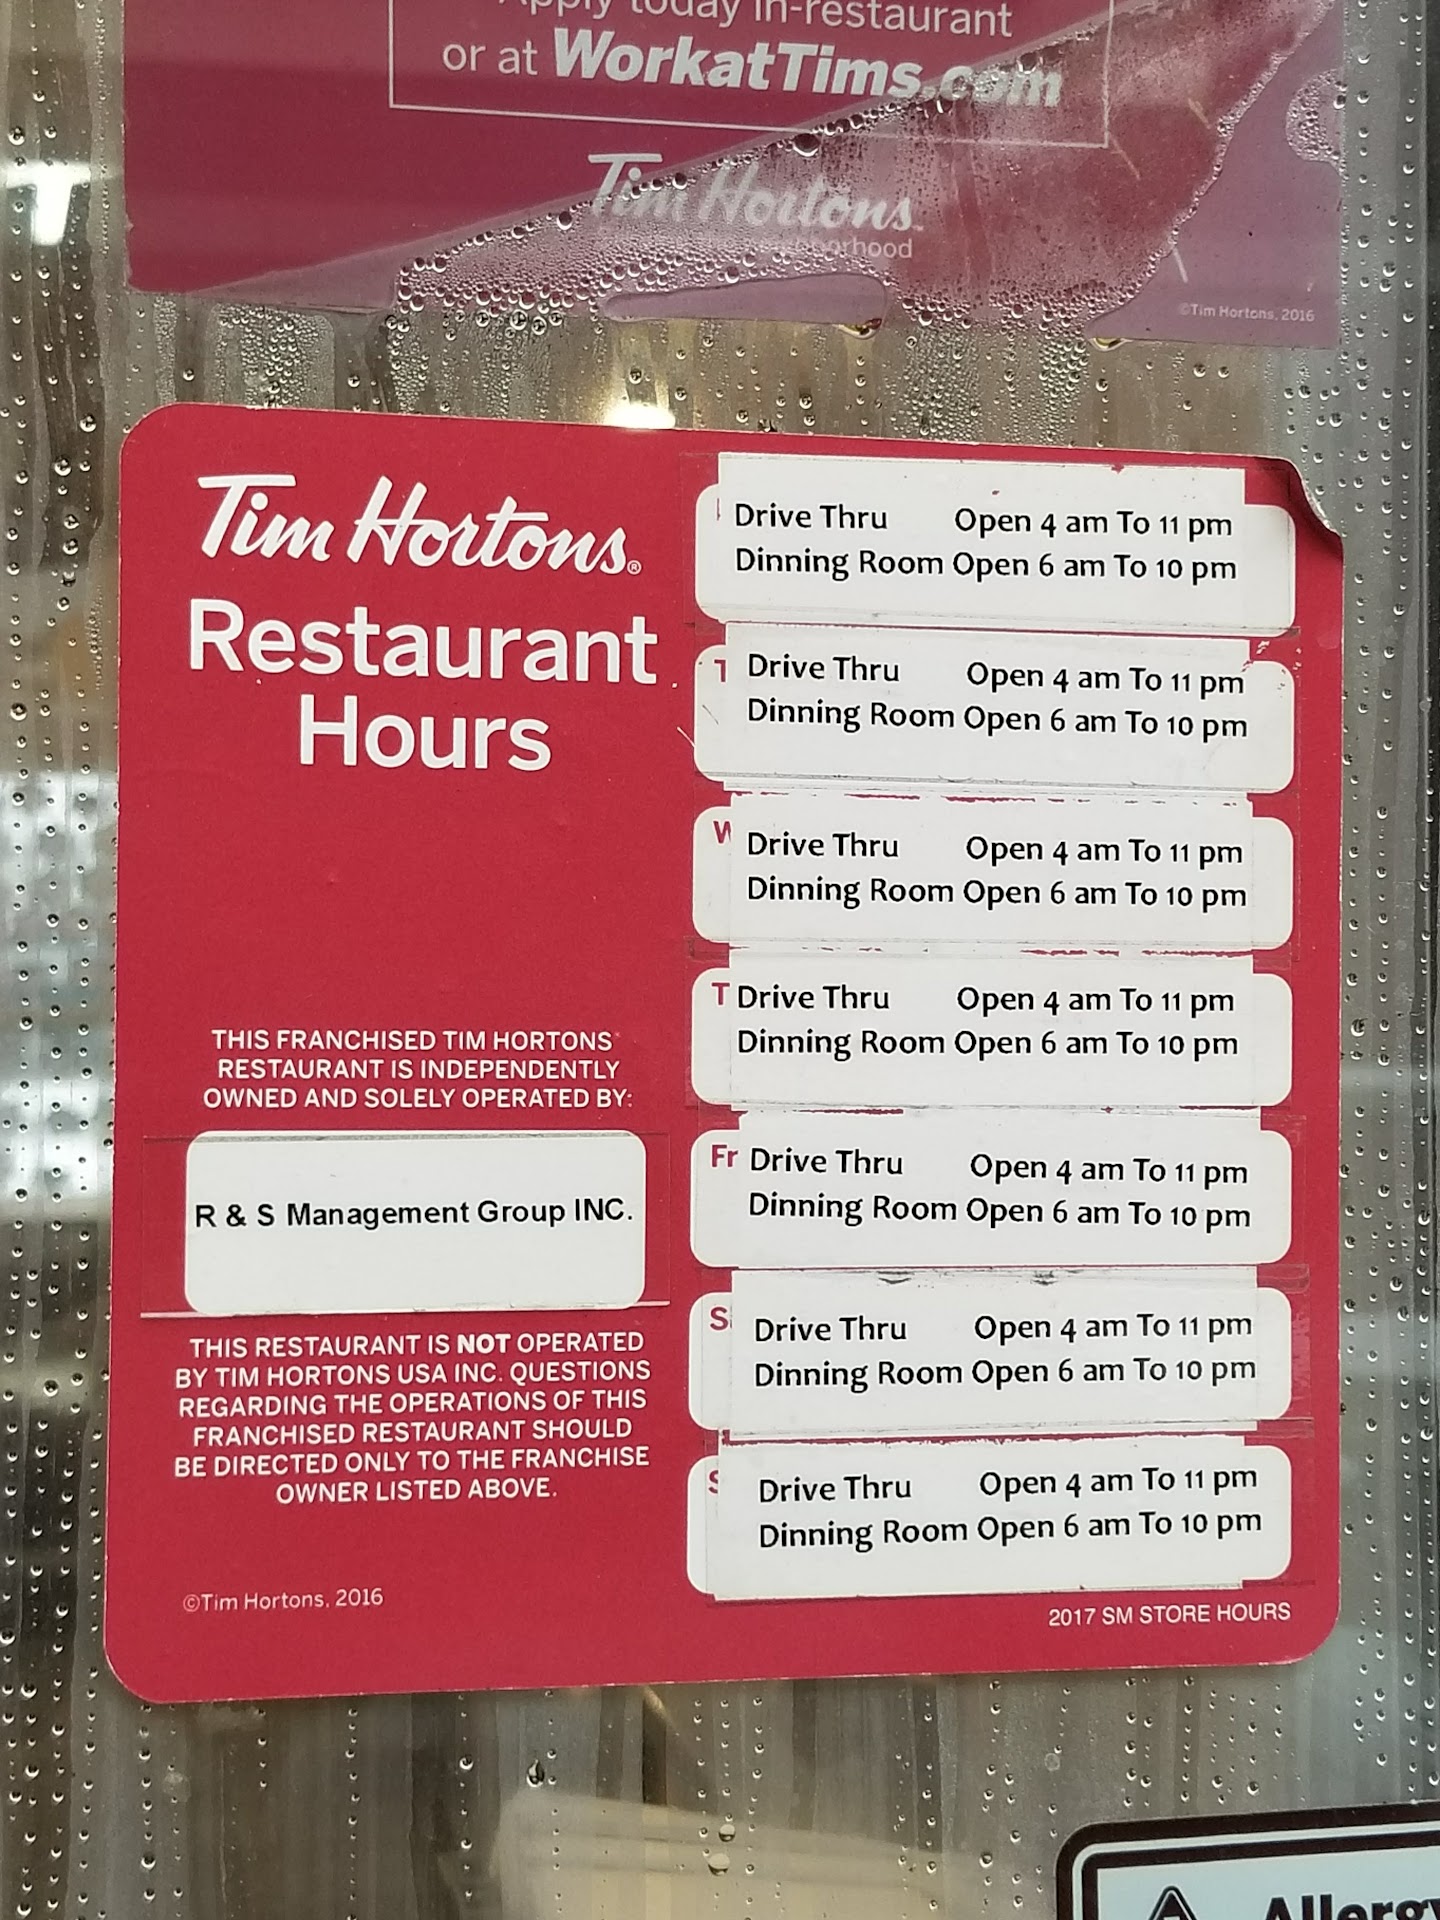 Apply today in-restaurant
or at WorkatTims.com
Tim Hortons
©Tim Hortons, 2016
Tim Hortons®
Restaurant
Hours
THIS FRANCHISED TIM HORTONS
RESTAURANT IS INDEPENDENTLY
OWNED AND SOLELY OPERATED BY:
R & S Management Group INC.
THIS RESTAURANT IS NOT OPERATED
BY TIM HORTONS USA INC. QUESTIONS
REGARDING THE OPERATIONS OF THIS
FRANCHISED RESTAURANT SHOULD
BE DIRECTED ONLY TO THE FRANCHISE
OWNER LISTED ABOVE.
©Tim Hortons, 2016
Drive Thru Open 4 am To 11 pm
Dinning Room Open 6 am To 10 pm
T Drive Thru Open 4 am To 11 pm
Dinning Room Open 6 am To 10 pm
W Drive Thru Open 4 am To 11 pm
Dinning Room Open 6 am To 10 pm
T Drive Thru Open 4 am To 11 pm
Dinning Room Open 6 am To 10 pm
Fr Drive Thru Open 4 am To 11 pm
Dinning Room Open 6 am To 10 pm
S Drive Thru Open 4 am To 11 pm
Dinning Room Open 6 am To 10 pm
S Drive Thru Open 4 am To 11 pm
Dinning Room Open 6 am To 10 pm
2017 SM STORE HOURS
Allergy